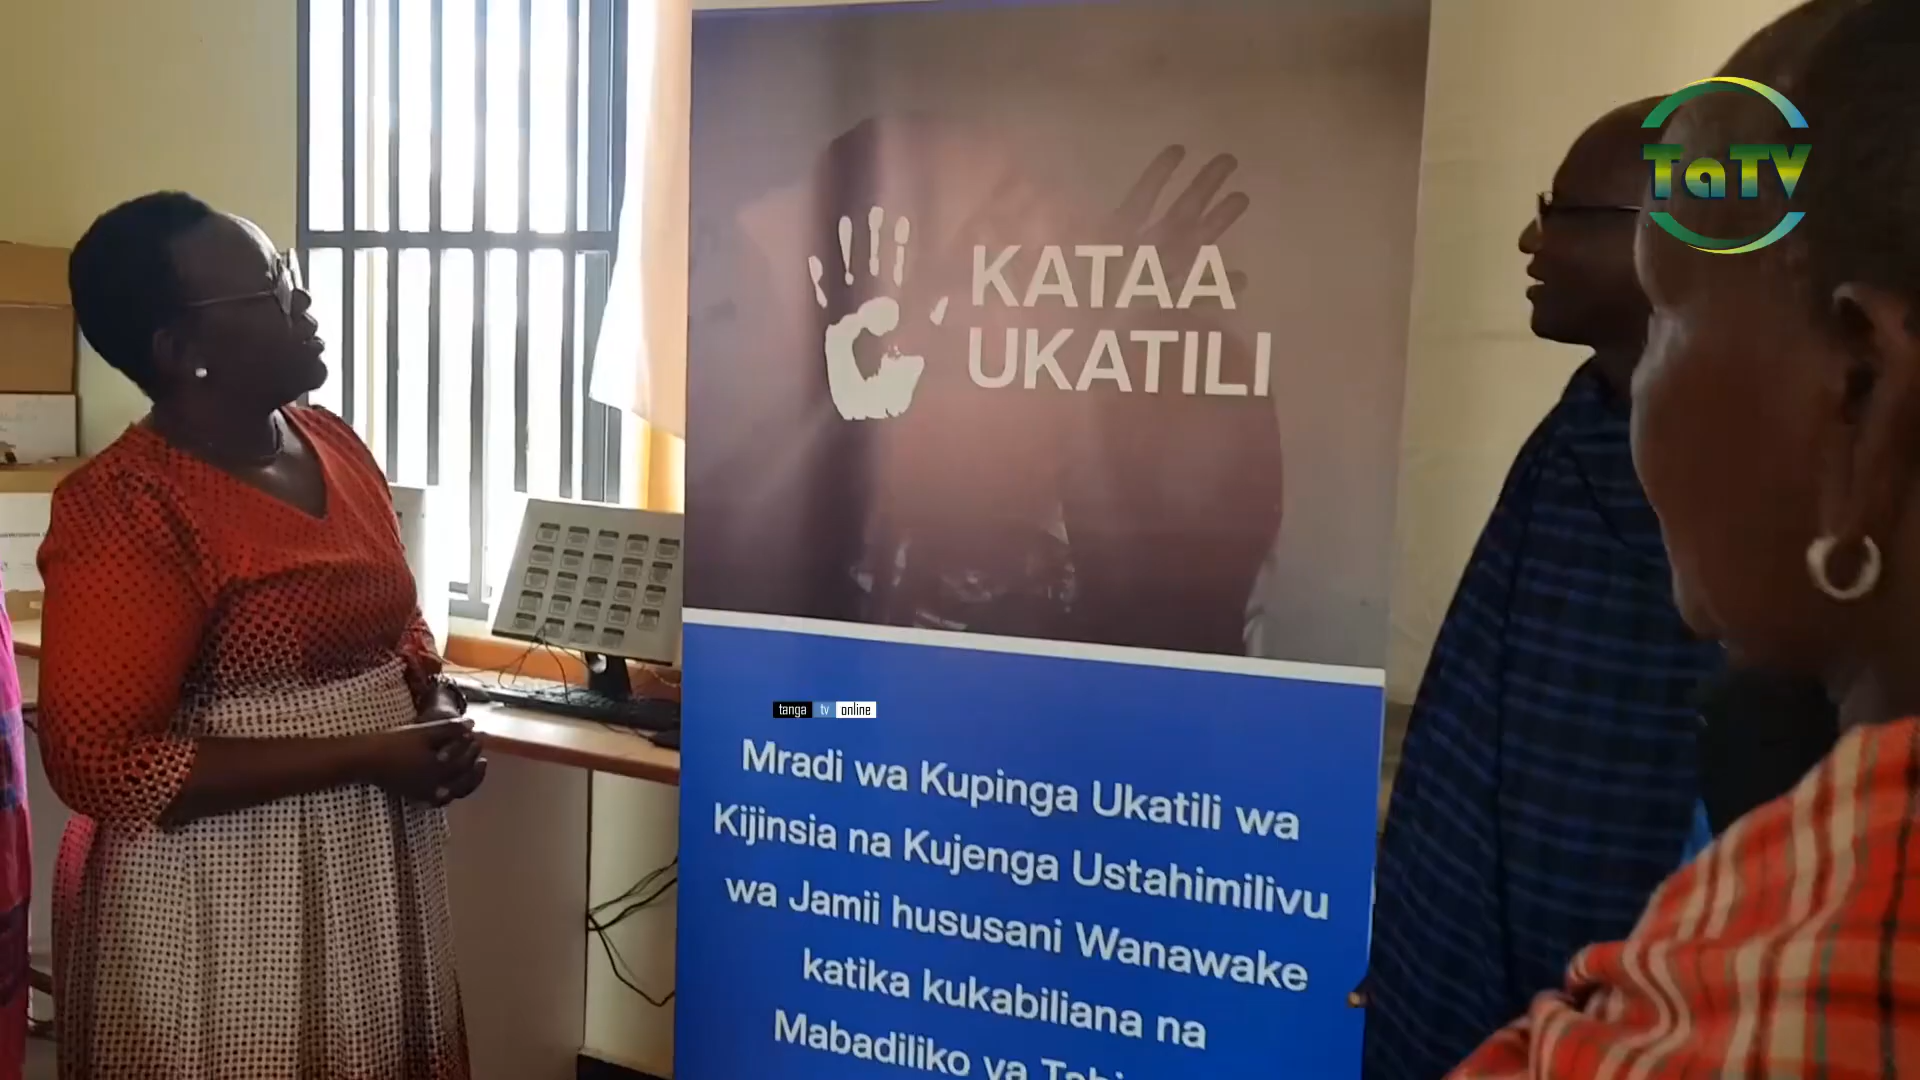 TaTV
KATAA
UKATILI
tanga tv online
Mradi wa Kupinga Ukatili wa
Kijinsia na Kujenga Ustahimilivu
wa Jamii hususani Wanawake
katika kukabiliana na
Mabadiliko ya